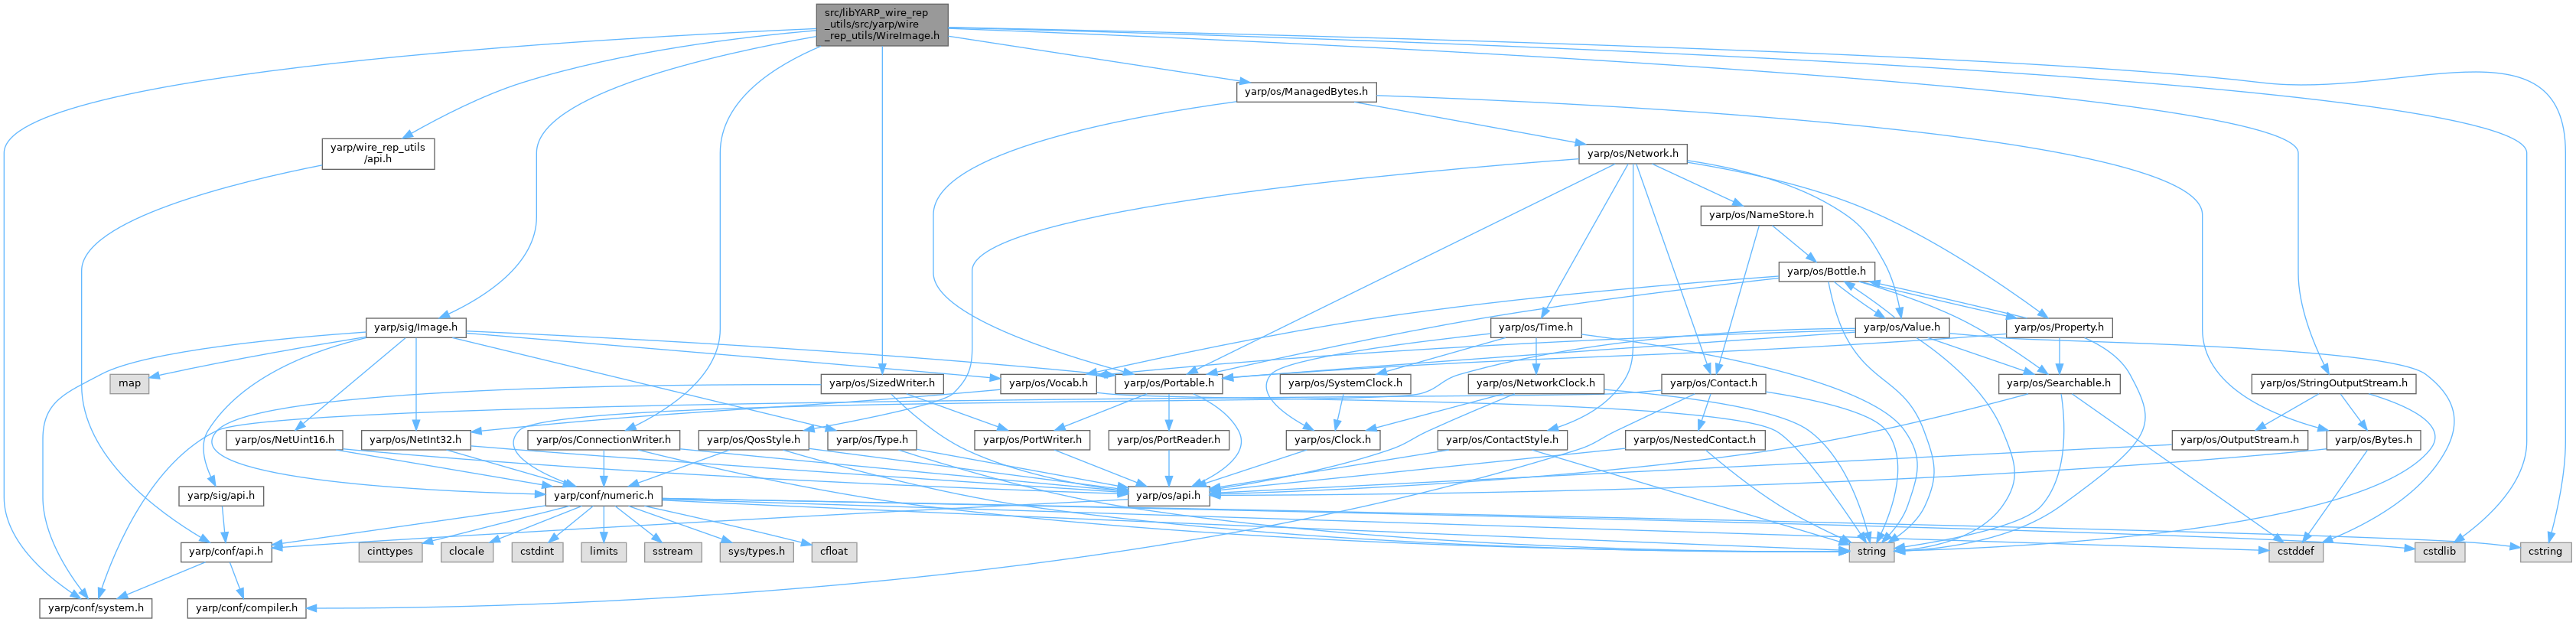 src/libYARP_wire_rep
_utils/src/yarp/wire
_rep_utils/WireImage.h
yarp/os/ManagedBytes.h
yarp/wire_rep_utils
/api.h
yarp/os/Network.h
yarp/os/NameStore.h
yarp/os/Bottle.h
yarp/sig/Image.h
yarp/os/Time.h
yarp/os/Value.h
yarp/os/Property.h
map
yarp/os/SizedWriter.h
yarp/os/Vocab.h
yarp/os/Portable.h
yarp/os/SystemClock.h
yarp/os/NetworkClock.h
yarp/os/Contact.h
yarp/os/Searchable.h
yarp/os/StringOutputStream.h
yarp/os/NetUint16.h
yarp/os/NetInt32.h
yarp/os/ConnectionWriter.h
yarp/os/QosStyle.h
yarp/os/Type.h
yarp/os/PortWriter.h
yarp/os/PortReader.h
yarp/os/Clock.h
yarp/os/ContactStyle.h
yarp/os/NestedContact.h
yarp/os/OutputStream.h
yarp/os/Bytes.h
yarp/sig/api.h
yarp/conf/numeric.h
yarp/os/api.h
yarp/conf/api.h
cinttypes
clocale
cstdint
limits
sstream
sys/types.h
cfloat
string
cstddef
cstdlib
cstring
yarp/conf/system.h
yarp/conf/compiler.h